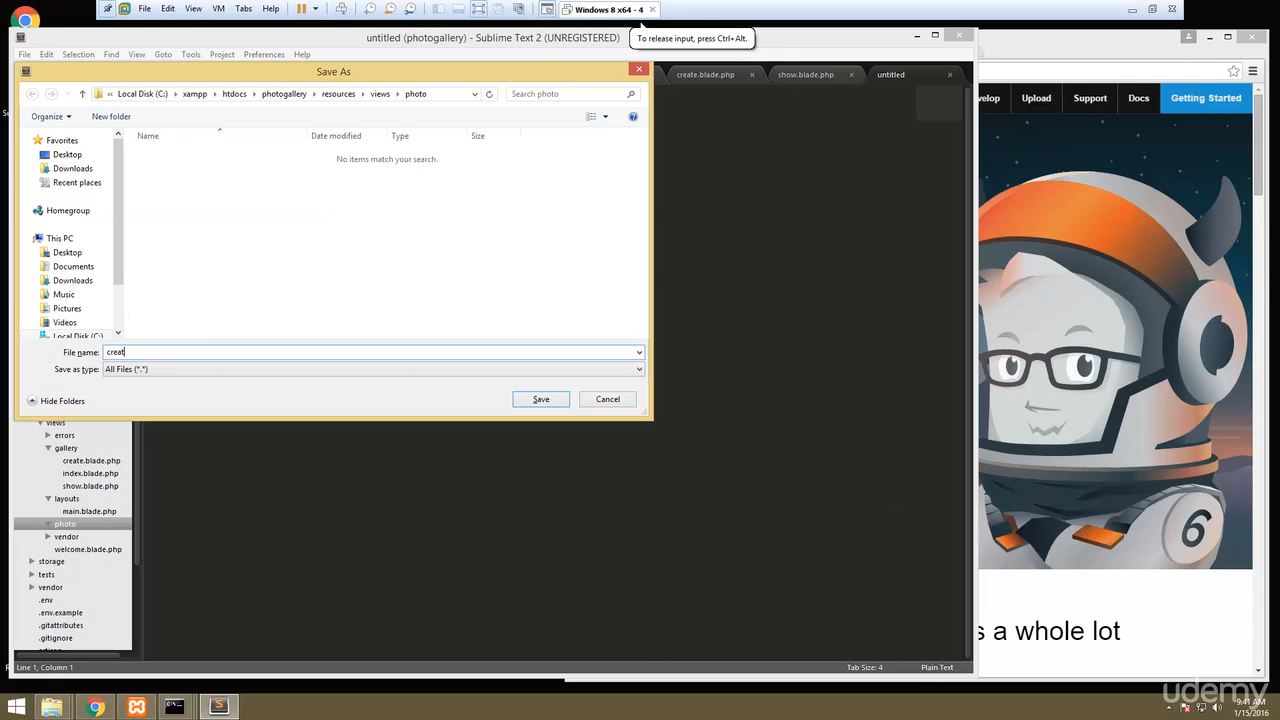 File Edit View VM Tabs Help
Windows 8 x64 - 4
To release input, press Ctrl+Alt.
untitled (photogallery) - Sublime Text 2 (UNREGISTERED)
File Edit Selection Find View Goto Tools Project Preferences Help
create.blade.php show.blade.php untitled
Save As
« Local Disk (C:) xampp htdocs photogallery resources views photo
Search photo
Organize New folder
Name Date modified Type Size
No items match your search.
Favorites
Desktop
Downloads
Recent places
Homegroup
This PC
Desktop
Documents
Downloads
Music
Pictures
Videos
Local Disk (C:)
File name: creat
Save as type: All Files (*.*)
Hide Folders Save Cancel
views
errors
gallery
create.blade.php
index.blade.php
show.blade.php
layouts
main.blade.php
photo
vendor
welcome.blade.php
storage
tests
vendor
.env
.env.example
.gitattributes
.gitignore
Line 1, Column 1 Tab Size: 4 Plain Text
velop Upload Support Docs Getting Started
6
s a whole lot
udemy
9:41 AM
1/15/2016